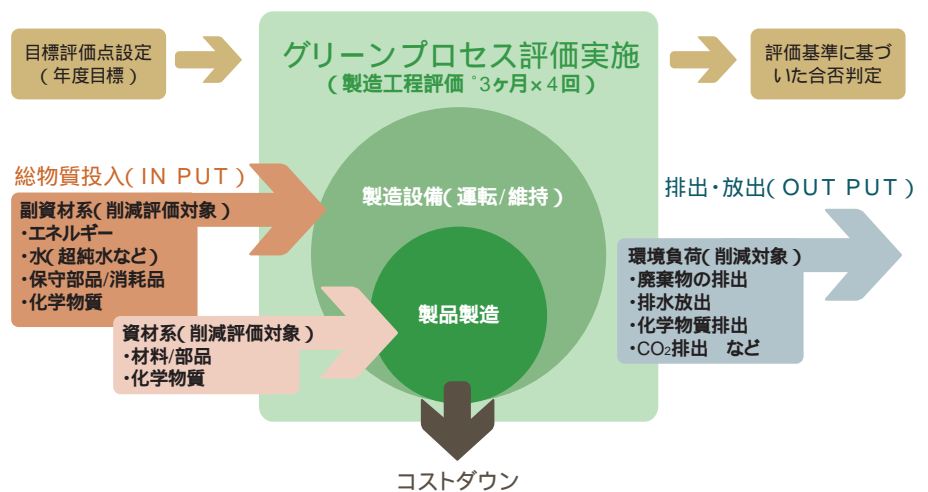 目標評価点設定
(年度目標)
グリーンプロセス評価実施
(製造工程評価゜3ヶ月×4回)
評価基準に基づ
いた合否判定
総物質投入(IN PUT)
副資材系(削減評価対象)
・エネルギー
・水(超純水など)
・保守部品/消耗品
・化学物質
資材系(削減評価対象)
・材料/部品
・化学物質
製造設備(運転/維持)
製品製造
排出・放出(OUT PUT)
環境負荷(削減対象)
・廃棄物の排出
・排水放出
・化学物質排出
・CO₂排出　など
コストダウン